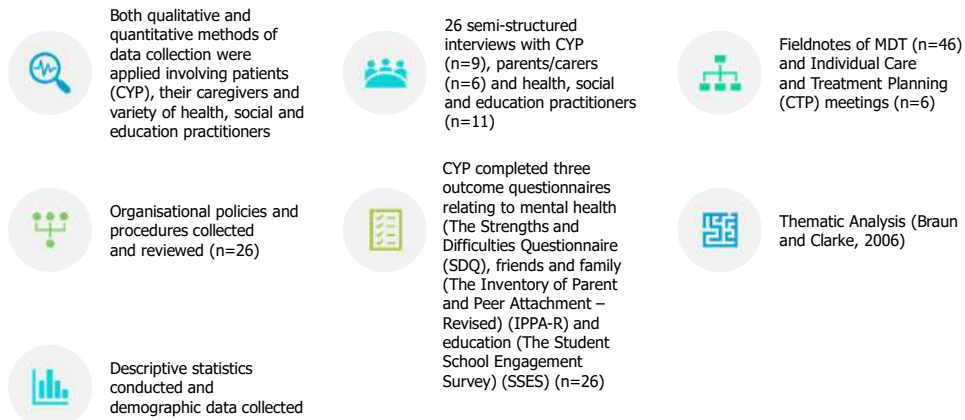 Both qualitative and
quantitative methods of
data collection were
applied involving patients
(CYP), their caregivers and
variety of health, social and
education practitioners
26 semi-structured
interviews with CYP
(n=9), parents/carers
(n=6) and health, social
and education practitioners
(n=11)
Fieldnotes of MDT (n=46)
and Individual Care
and Treatment Planning
(CTP) meetings (n=6)
Organisational policies and
procedures collected
and reviewed (n=26)
CYP completed three
outcome questionnaires
relating to mental health
(The Strengths and
Difficulties Questionnaire
(SDQ), friends and family
(The Inventory of Parent
and Peer Attachment –
Revised) (IPPA-R) and
education (The Student
School Engagement
Survey) (SSES) (n=26)
Thematic Analysis (Braun
and Clarke, 2006)
Descriptive statistics
conducted and
demographic data collected